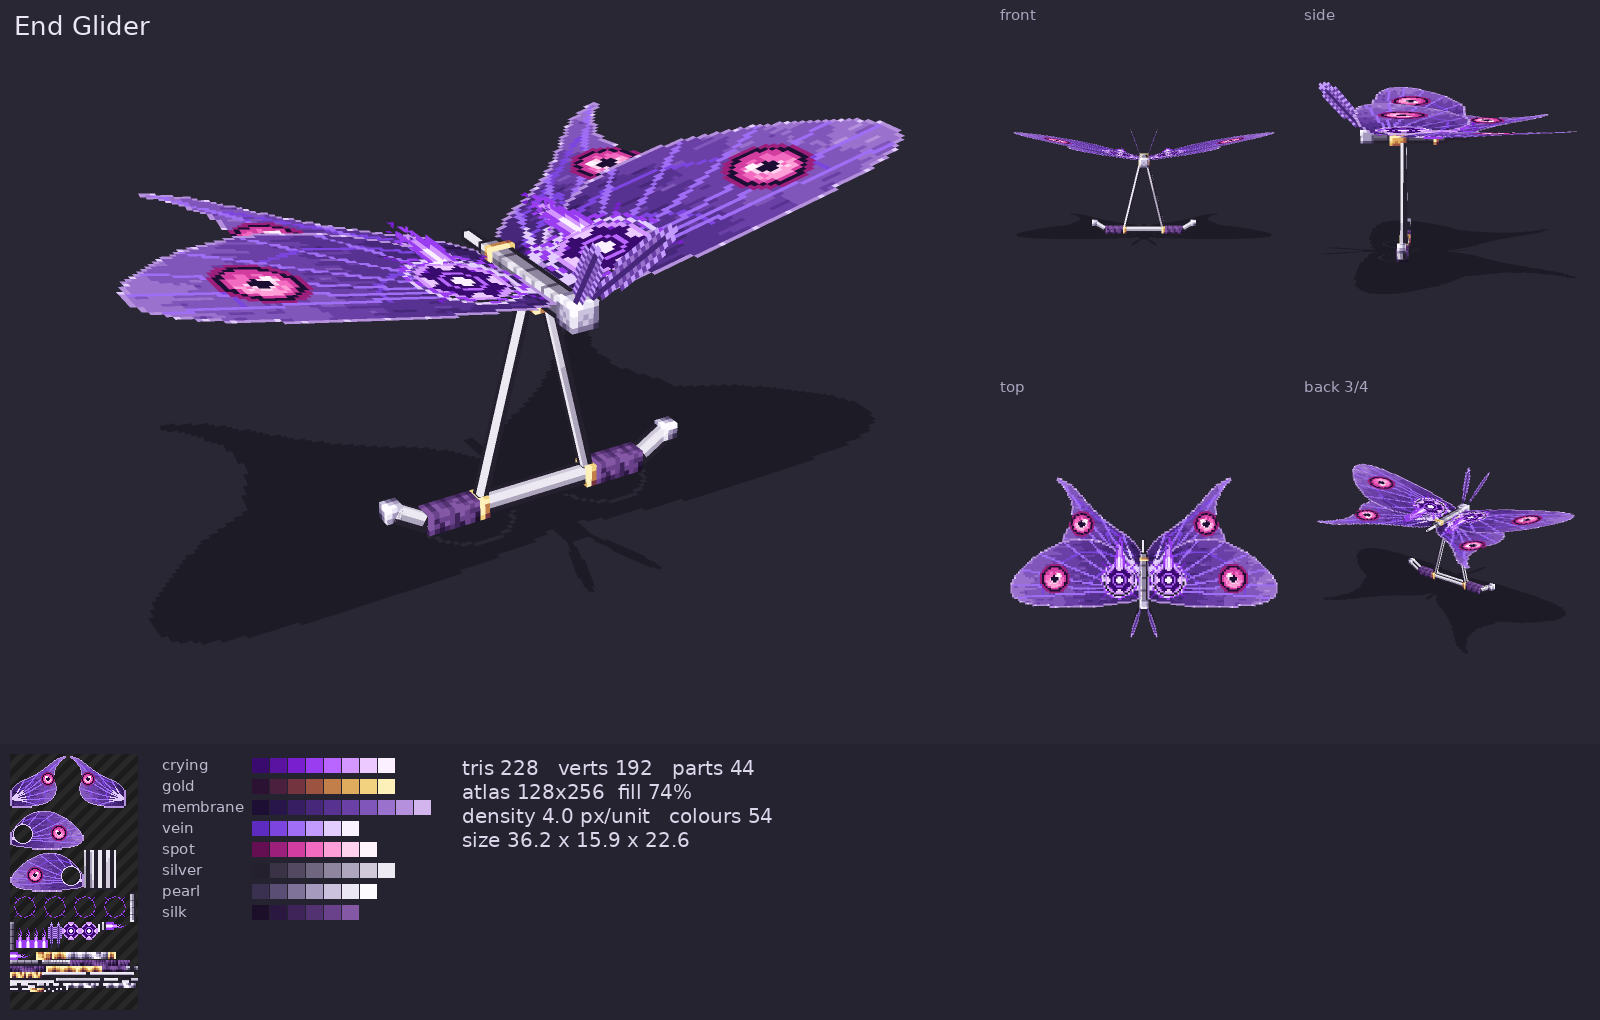 End Glider
front
side
top
back 3/4
crying
gold
membrane
vein
spot
silver
pearl
silk
tris 228 verts 192 parts 44
atlas 128x256 fill 74%
density 4.0 px/unit colours 54
size 36.2 x 15.9 x 22.6